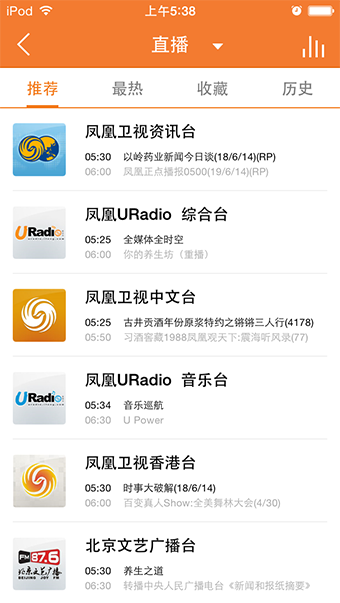 iPod 上午5:38
直播
推荐 最热 收藏 历史
凤凰卫视资讯台
05:30 以岭药业新闻今日谈(18/6/14)(RP)
06:00 凤凰正点播报0500(19/6/14)(RP)
URadio
凤凰URadio 综合台
05:25 全媒体全时空
06:00 你的养生坊（重播）
凤凰卫视中文台
05:25 古井贡酒年份原浆特约之锵锵三人行(4178)
05:50 习酒窖藏1988凤凰观天下:震海听风录(77)
URadio
凤凰URadio 音乐台
05:34 音乐巡航
06:30 U Power
凤凰卫视香港台
05:30 时事大破解(18/6/14)
06:00 百变真人Show:全美舞林大会(4/30)
FM 87.6
北京文艺广播
BEIJING JOY FM
北京文艺广播台
05:30 养生之道
06:30 转播中央人民广播电台《新闻和报纸摘要》